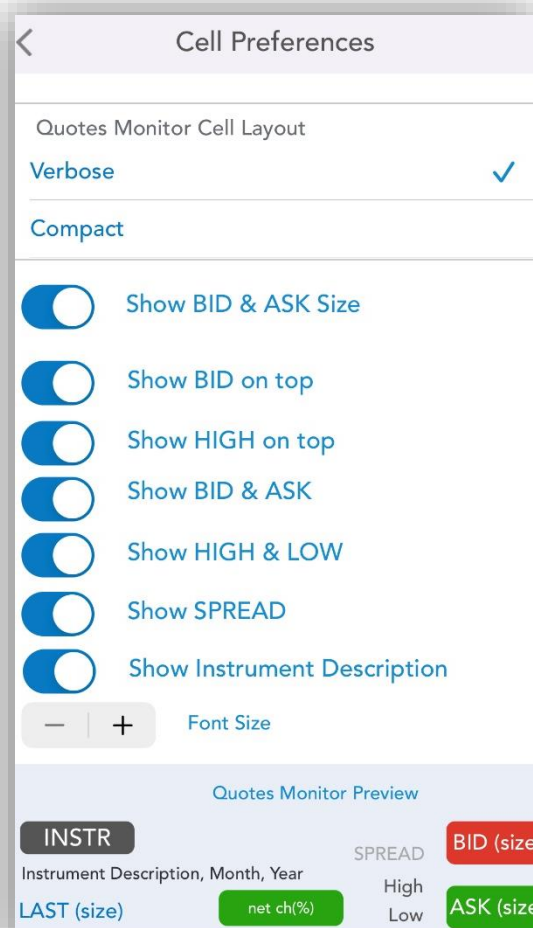 Cell Preferences
Quotes Monitor Cell Layout
Verbose
Compact
Show BID & ASK Size
Show BID on top
Show HIGH on top
Show BID & ASK
Show HIGH & LOW
Show SPREAD
Show Instrument Description
Font Size
Quotes Monitor Preview
INSTR
SPREAD
BID (size
Instrument Description, Month, Year
High
LAST (size)
net ch(%)
Low
ASK (size